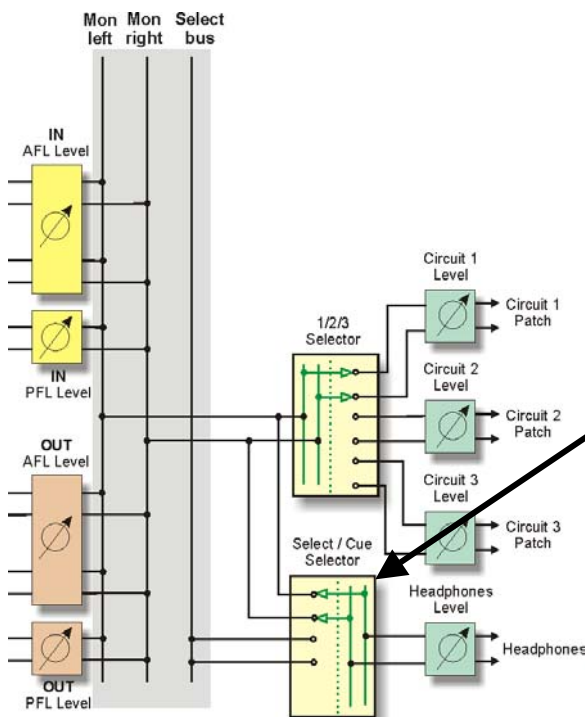 Mon Mon Select
left right bus
IN
AFL Level
IN
PFL Level
OUT
AFL Level
OUT
PFL Level
1/2/3
Selector
Select / Cue
Selector
Circuit 1
Level
Circuit 1
Patch
Circuit 2
Level
Circuit 2
Patch
Circuit 3
Level
Circuit 3
Patch
Headphones
Level
Headphones